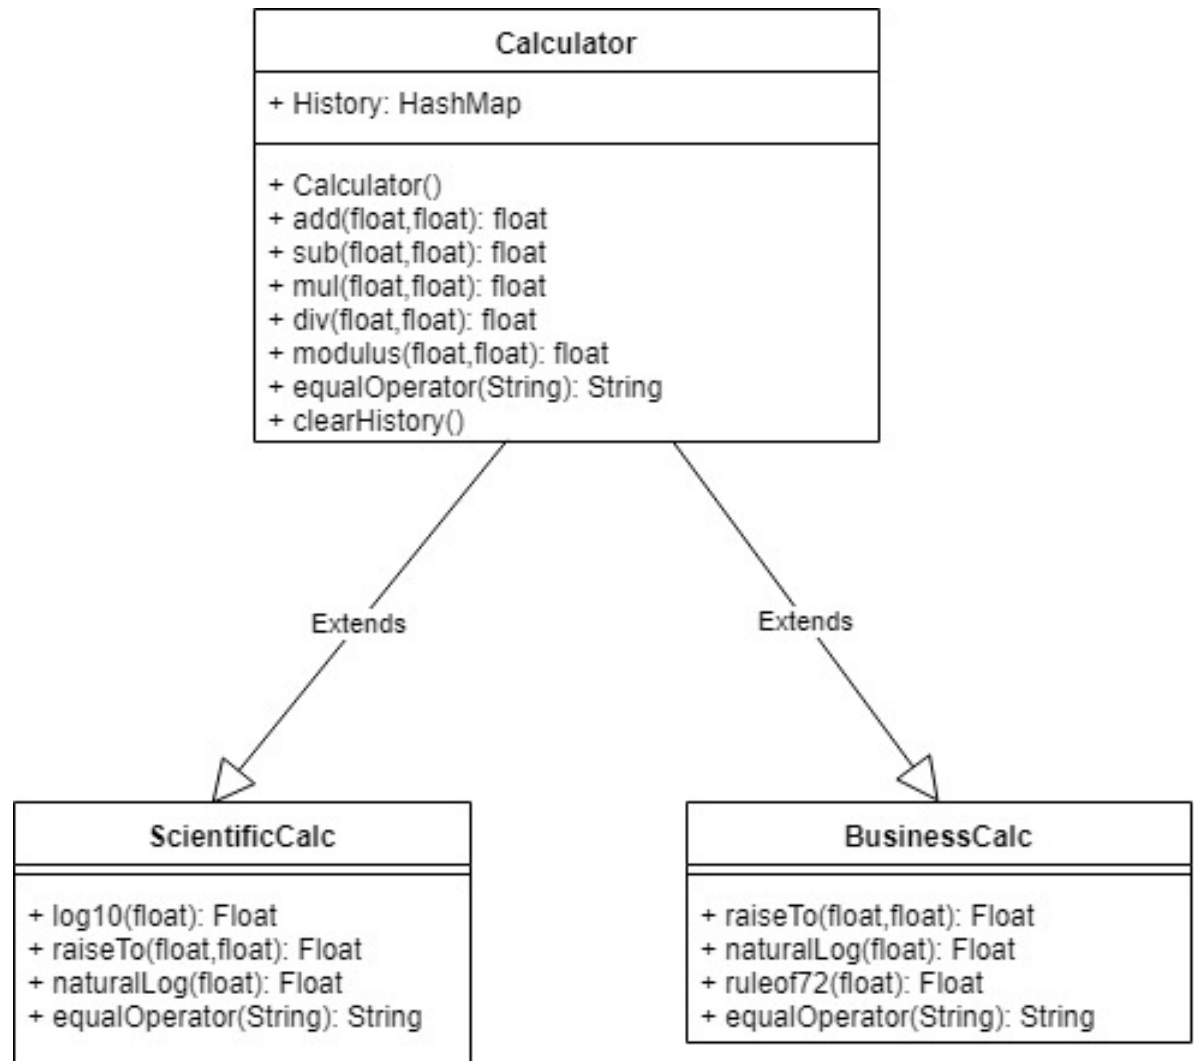 Calculator
+ History: HashMap
+ Calculator()
+ add(float,float): float
+ sub(float,float): float
+ mul(float,float): float
+ div(float,float): float
+ modulus(float,float): float
+ equalOperator(String): String
+ clearHistory()
Extends
Extends
ScientificCalc
+ log10(float): Float
+ raiseTo(float,float): Float
+ naturalLog(float): Float
+ equalOperator(String): String
BusinessCalc
+ raiseTo(float,float): Float
+ naturalLog(float): Float
+ ruleof72(float): Float
+ equalOperator(String): String